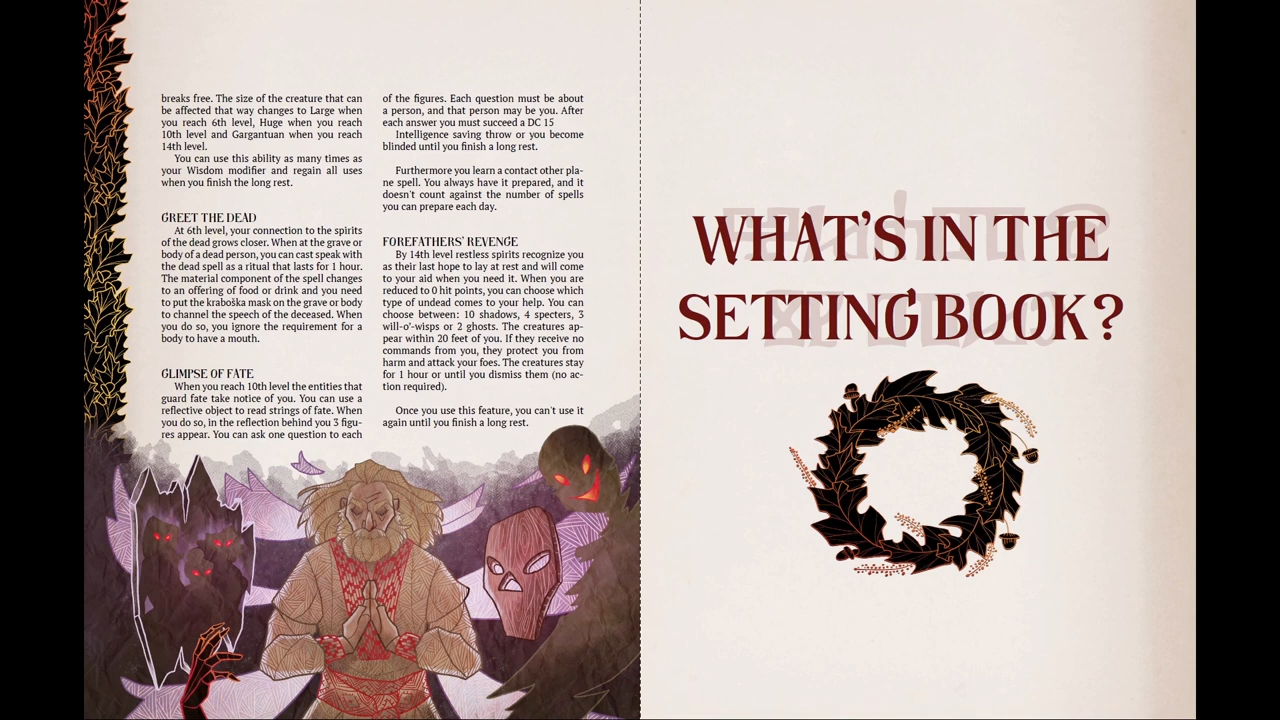 breaks free. The size of the creature that can
be affected that way changes to Large when
you reach 6th level, Huge when you reach
10th level and Gargantuan when you reach
14th level.
You can use this ability as many times as
your Wisdom modifier and regain all uses
when you finish the long rest.
GREET THE DEAD
At 6th level, your connection to the spirits
of the dead grows closer. When at the grave or
body of a dead person, you can cast speak with
the dead spell as a ritual that lasts for 1 hour.
The material component of the spell changes
to an offering of food or drink and you need
to put the kraboška mask on the grave or body
to channel the speech of the deceased. When
you do so, you ignore the requirement for a
body to have a mouth.
GLIMPSE OF FATE
When you reach 10th level the entities that
guard fate take notice of you. You can use a
reflective object to read strings of fate. When
you do so, in the reflection behind you 3 figu-
res appear. You can ask one question to each
of the figures. Each question must be about
a person, and that person may be you. After
each answer you must succeed a DC 15
Intelligence saving throw or you become
blinded until you finish a long rest.
Furthermore you learn a contact other pla-
ne spell. You always have it prepared, and it
doesn't count against the number of spells
you can prepare each day.
FOREFATHERS' REVENGE
By 14th level restless spirits recognize you
as their last hope to lay at rest and will come
to your aid when you need it. When you are
reduced to 0 hit points, you can choose which
type of undead comes to your help. You can
choose between: 10 shadows, 4 specters, 3
will-o'-wisps or 2 ghosts. The creatures ap-
pear within 20 feet of you. If they receive no
commands from you, they protect you from
harm and attack your foes. The creatures stay
for 1 hour or until you dismiss them (no ac-
tion required).
Once you use this feature, you can't use it
again until you finish a long rest.
WHAT'S IN THE
SETTING BOOK?